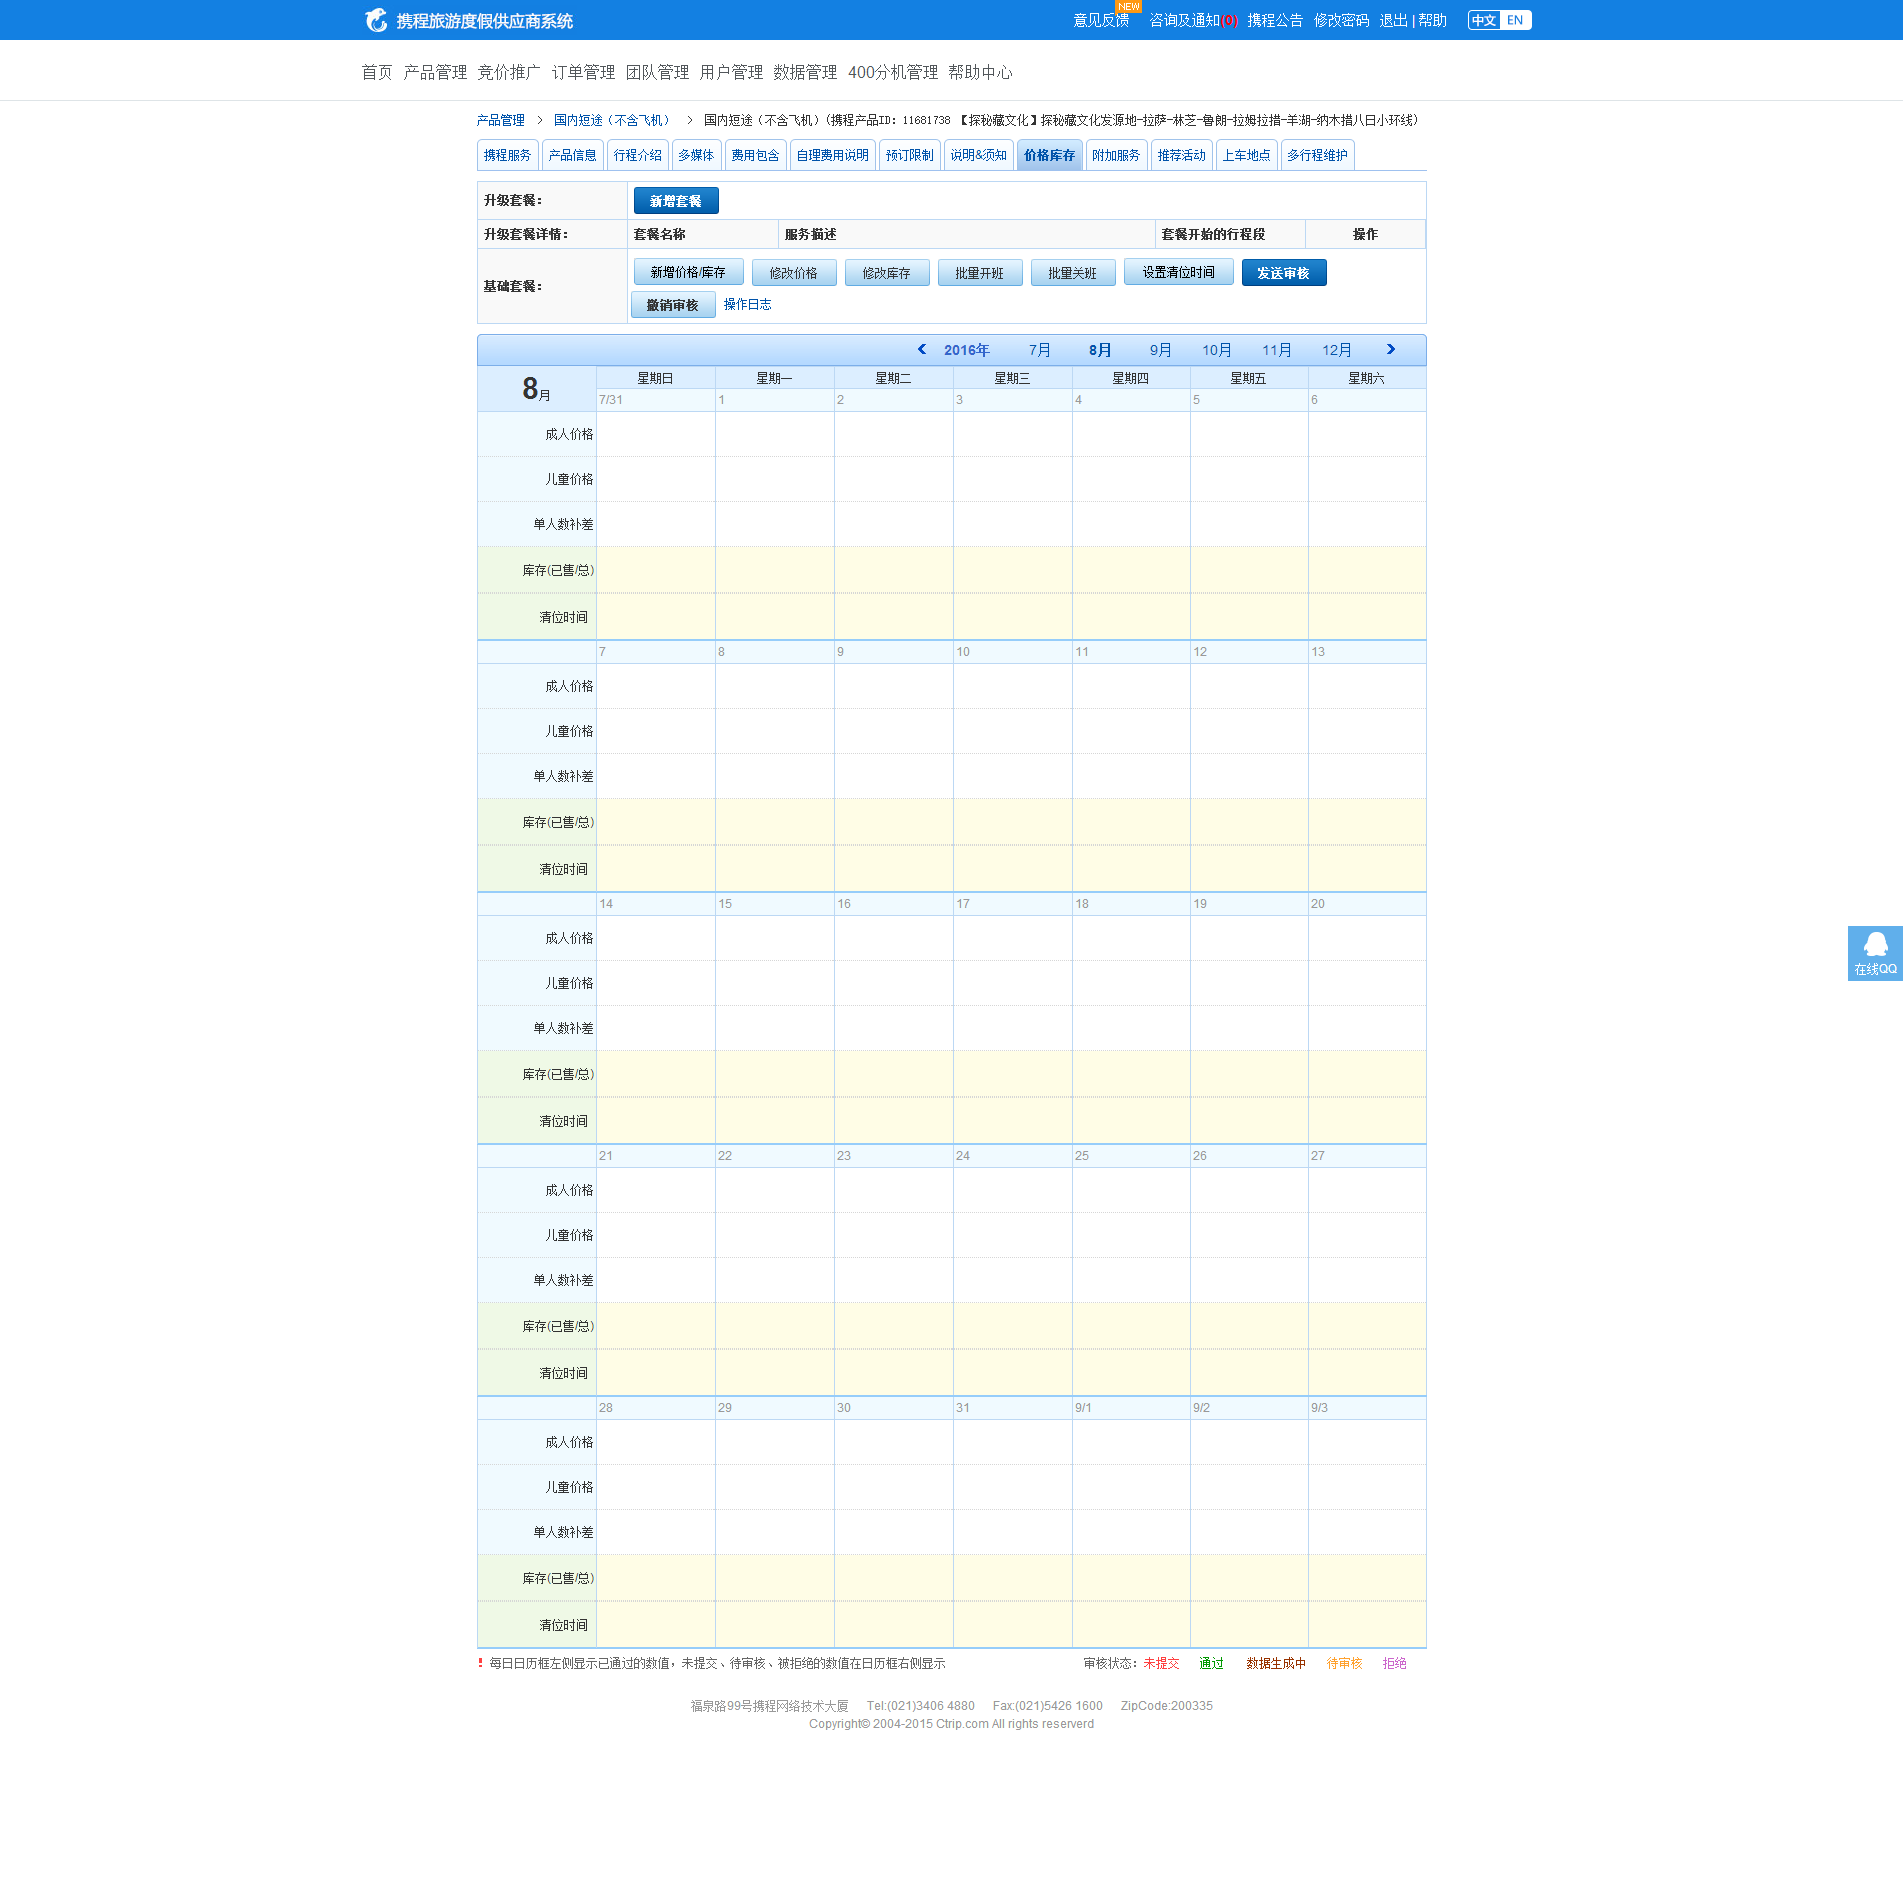 携程旅游度假供应商系统
意见反馈 NEW 咨询及通知(0) 携程公告 修改密码 退出 | 帮助 中文 EN
首页 产品管理 竞价推广 订单管理 团队管理 用户管理 数据管理 400分机管理 帮助中心
产品管理 > 国内短途（不含飞机） > 国内短途（不含飞机）(携程产品ID: 11681738 【探秘藏文化】探秘藏文化发源地-拉萨-林芝-鲁朗-拉姆拉措-羊湖-纳木措八日小环线)
携程服务 产品信息 行程介绍 多媒体 费用包含 自理费用说明 预订限制 说明&须知 价格库存 附加服务 推荐活动 上车地点 多行程维护
升级套餐： 新增套餐
升级套餐详情： 套餐名称 服务描述 套餐开始的行程段 操作
基础套餐： 新增价格/库存 修改价格 修改库存 批量开班 批量关班 设置清位时间 发送审核
撤销审核 操作日志
2016年 7月 8月 9月 10月 11月 12月
8月 星期日 星期一 星期二 星期三 星期四 星期五 星期六
7/31 1 2 3 4 5 6
成人价格
儿童价格
单人数补差
库存(已售/总)
清位时间
7 8 9 10 11 12 13
成人价格
儿童价格
单人数补差
库存(已售/总)
清位时间
14 15 16 17 18 19 20
成人价格
儿童价格
单人数补差
库存(已售/总)
清位时间
21 22 23 24 25 26 27
成人价格
儿童价格
单人数补差
库存(已售/总)
清位时间
28 29 30 31 9/1 9/2 9/3
成人价格
儿童价格
单人数补差
库存(已售/总)
清位时间
在线QQ
! 每日日历框左侧显示已通过的数值，未提交、待审核、被拒绝的数值在日历框右侧显示 审核状态：未提交 通过 数据生成中 待审核 拒绝
福泉路99号携程网络技术大厦 Tel:(021)3406 4880 Fax:(021)5426 1600 ZipCode:200335
Copyright© 2004-2015 Ctrip.com All rights reserverd